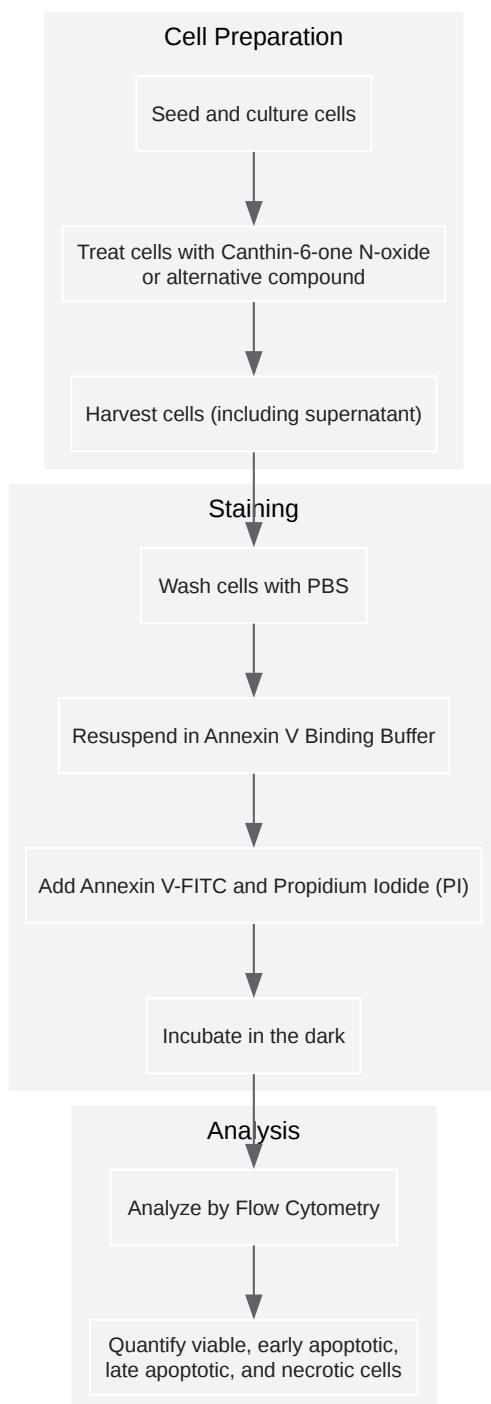 Cell Preparation
Seed and culture cells
Treat cells with Canthin-6-one N-oxide
or alternative compound
Harvest cells (including supernatant)
Staining
Wash cells with PBS
Resuspend in Annexin V Binding Buffer
Add Annexin V-FITC and Propidium Iodide (PI)
Incubate in the dark
Analysis
Analyze by Flow Cytometry
Quantify viable, early apoptotic,
late apoptotic, and necrotic cells